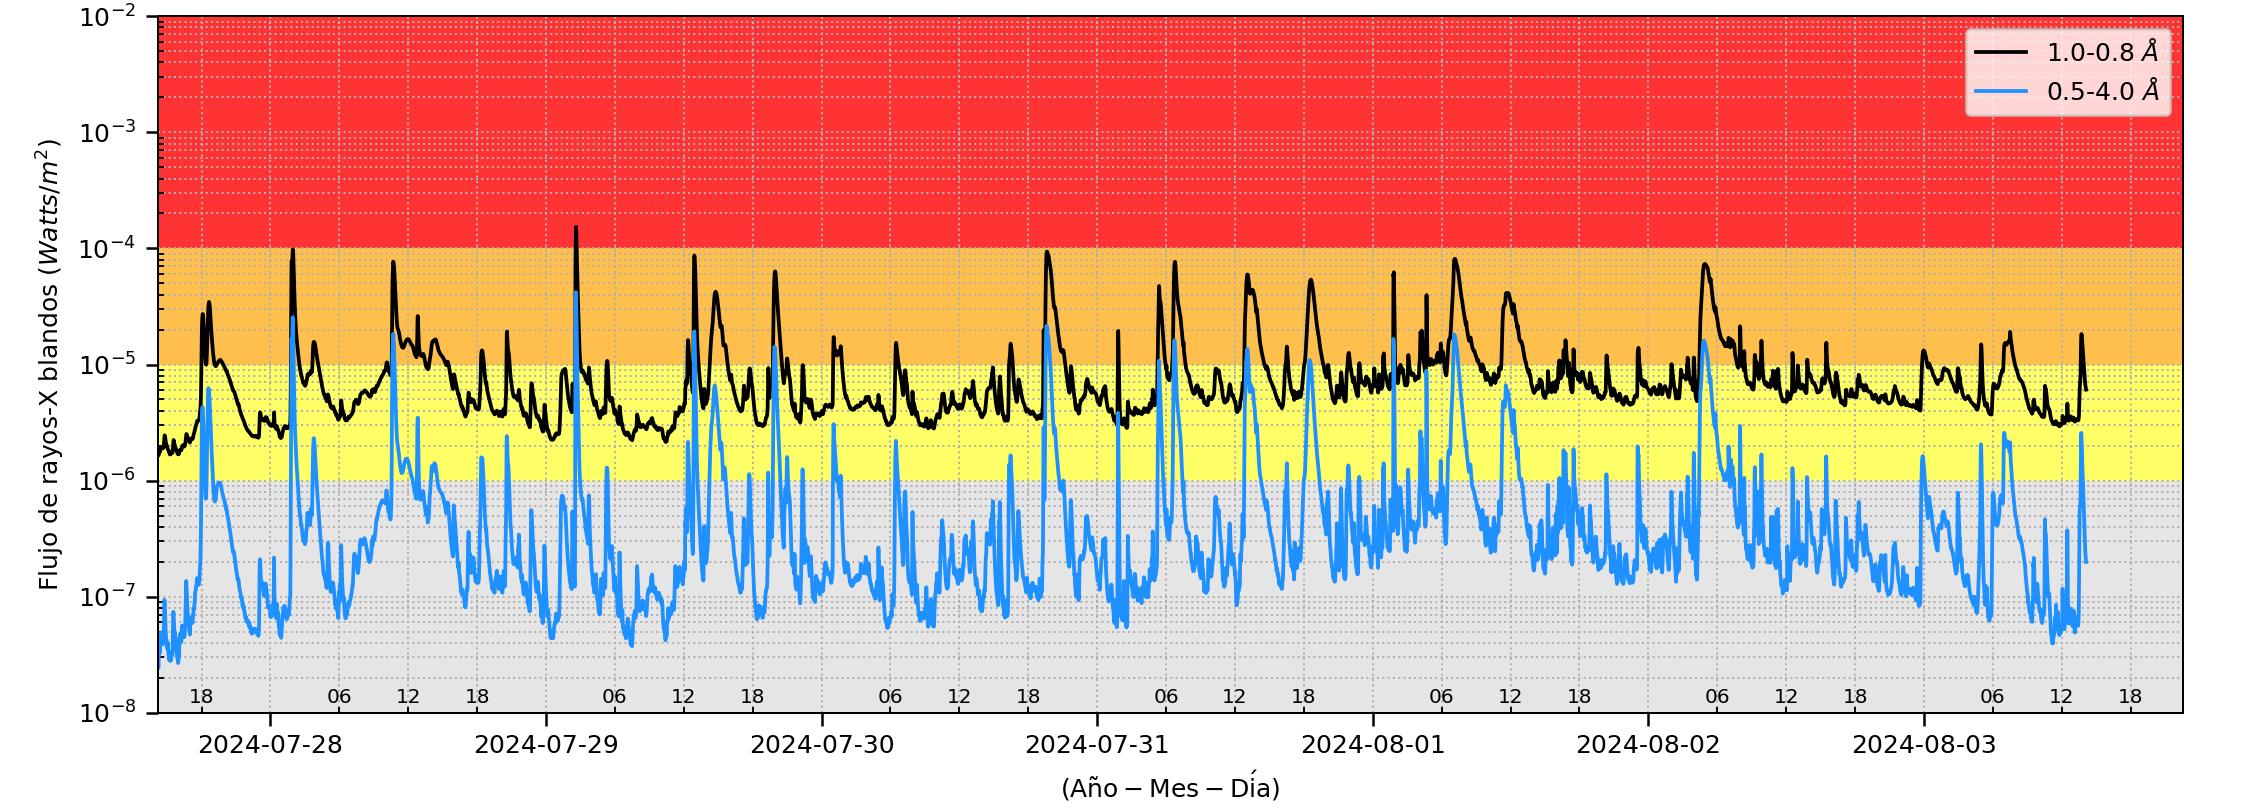 10⁻²
10⁻³
10⁻⁴
10⁻⁵
10⁻⁶
10⁻⁷
10⁻⁸
Flujo de rayos-X blandos (Watts/m²)
1.0-0.8 Å
0.5-4.0 Å
18 06 12 18 06 12 18 06 12 18 06 12 18 06 12 18 06 12 18 06 12 18
2024-07-28 2024-07-29 2024-07-30 2024-07-31 2024-08-01 2024-08-02 2024-08-03
(Año − Mes − Día)